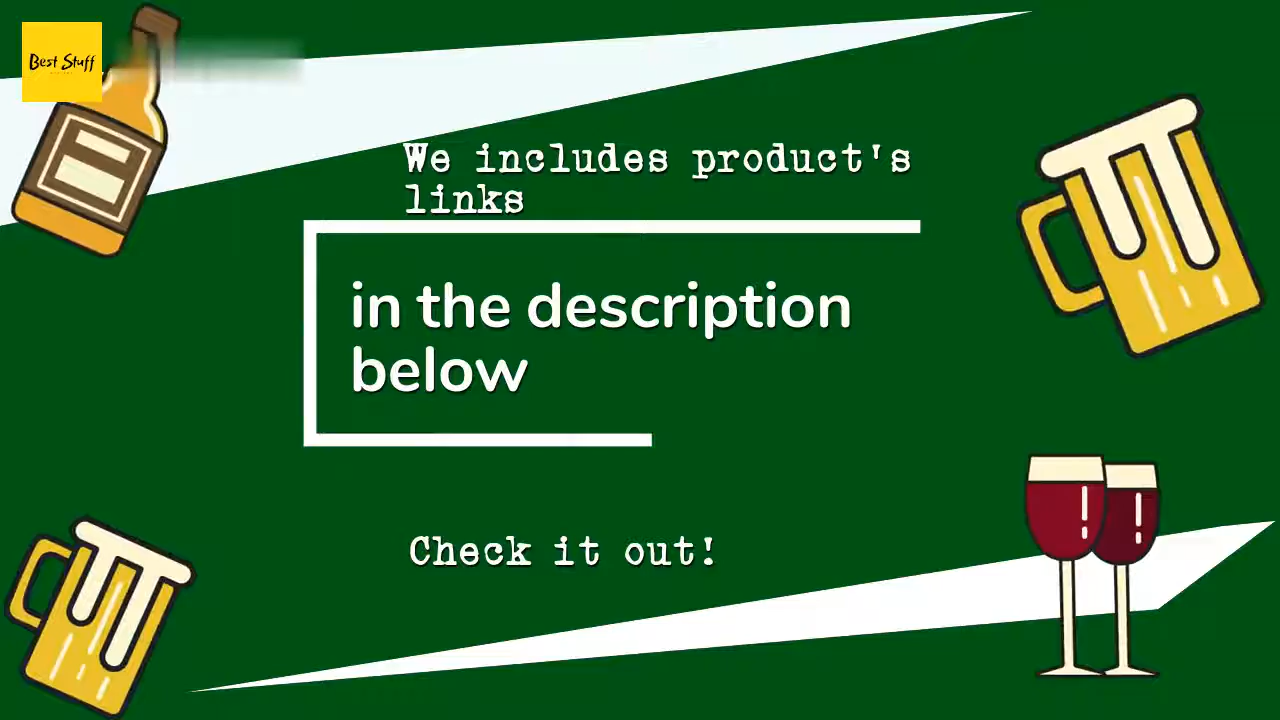 Best Stuff
We includes product's
links
in the description
below
Check it out!